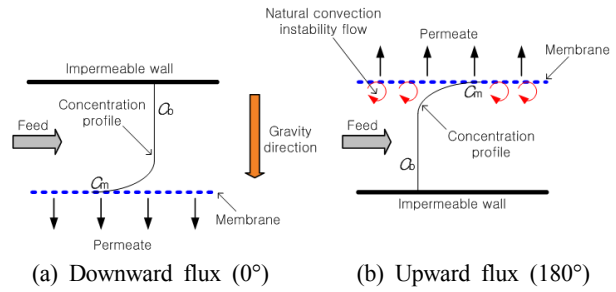 Impermeable wall
Concentration
profile
Cb
Feed
Gravity
direction
Cm
Membrane
Permeate
(a) Downward flux (0°)
Natural convection
instability flow
Permeate
Membrane
Cm
Concentration
profile
Feed
Cb
Impermeable wall
(b) Upward flux (180°)